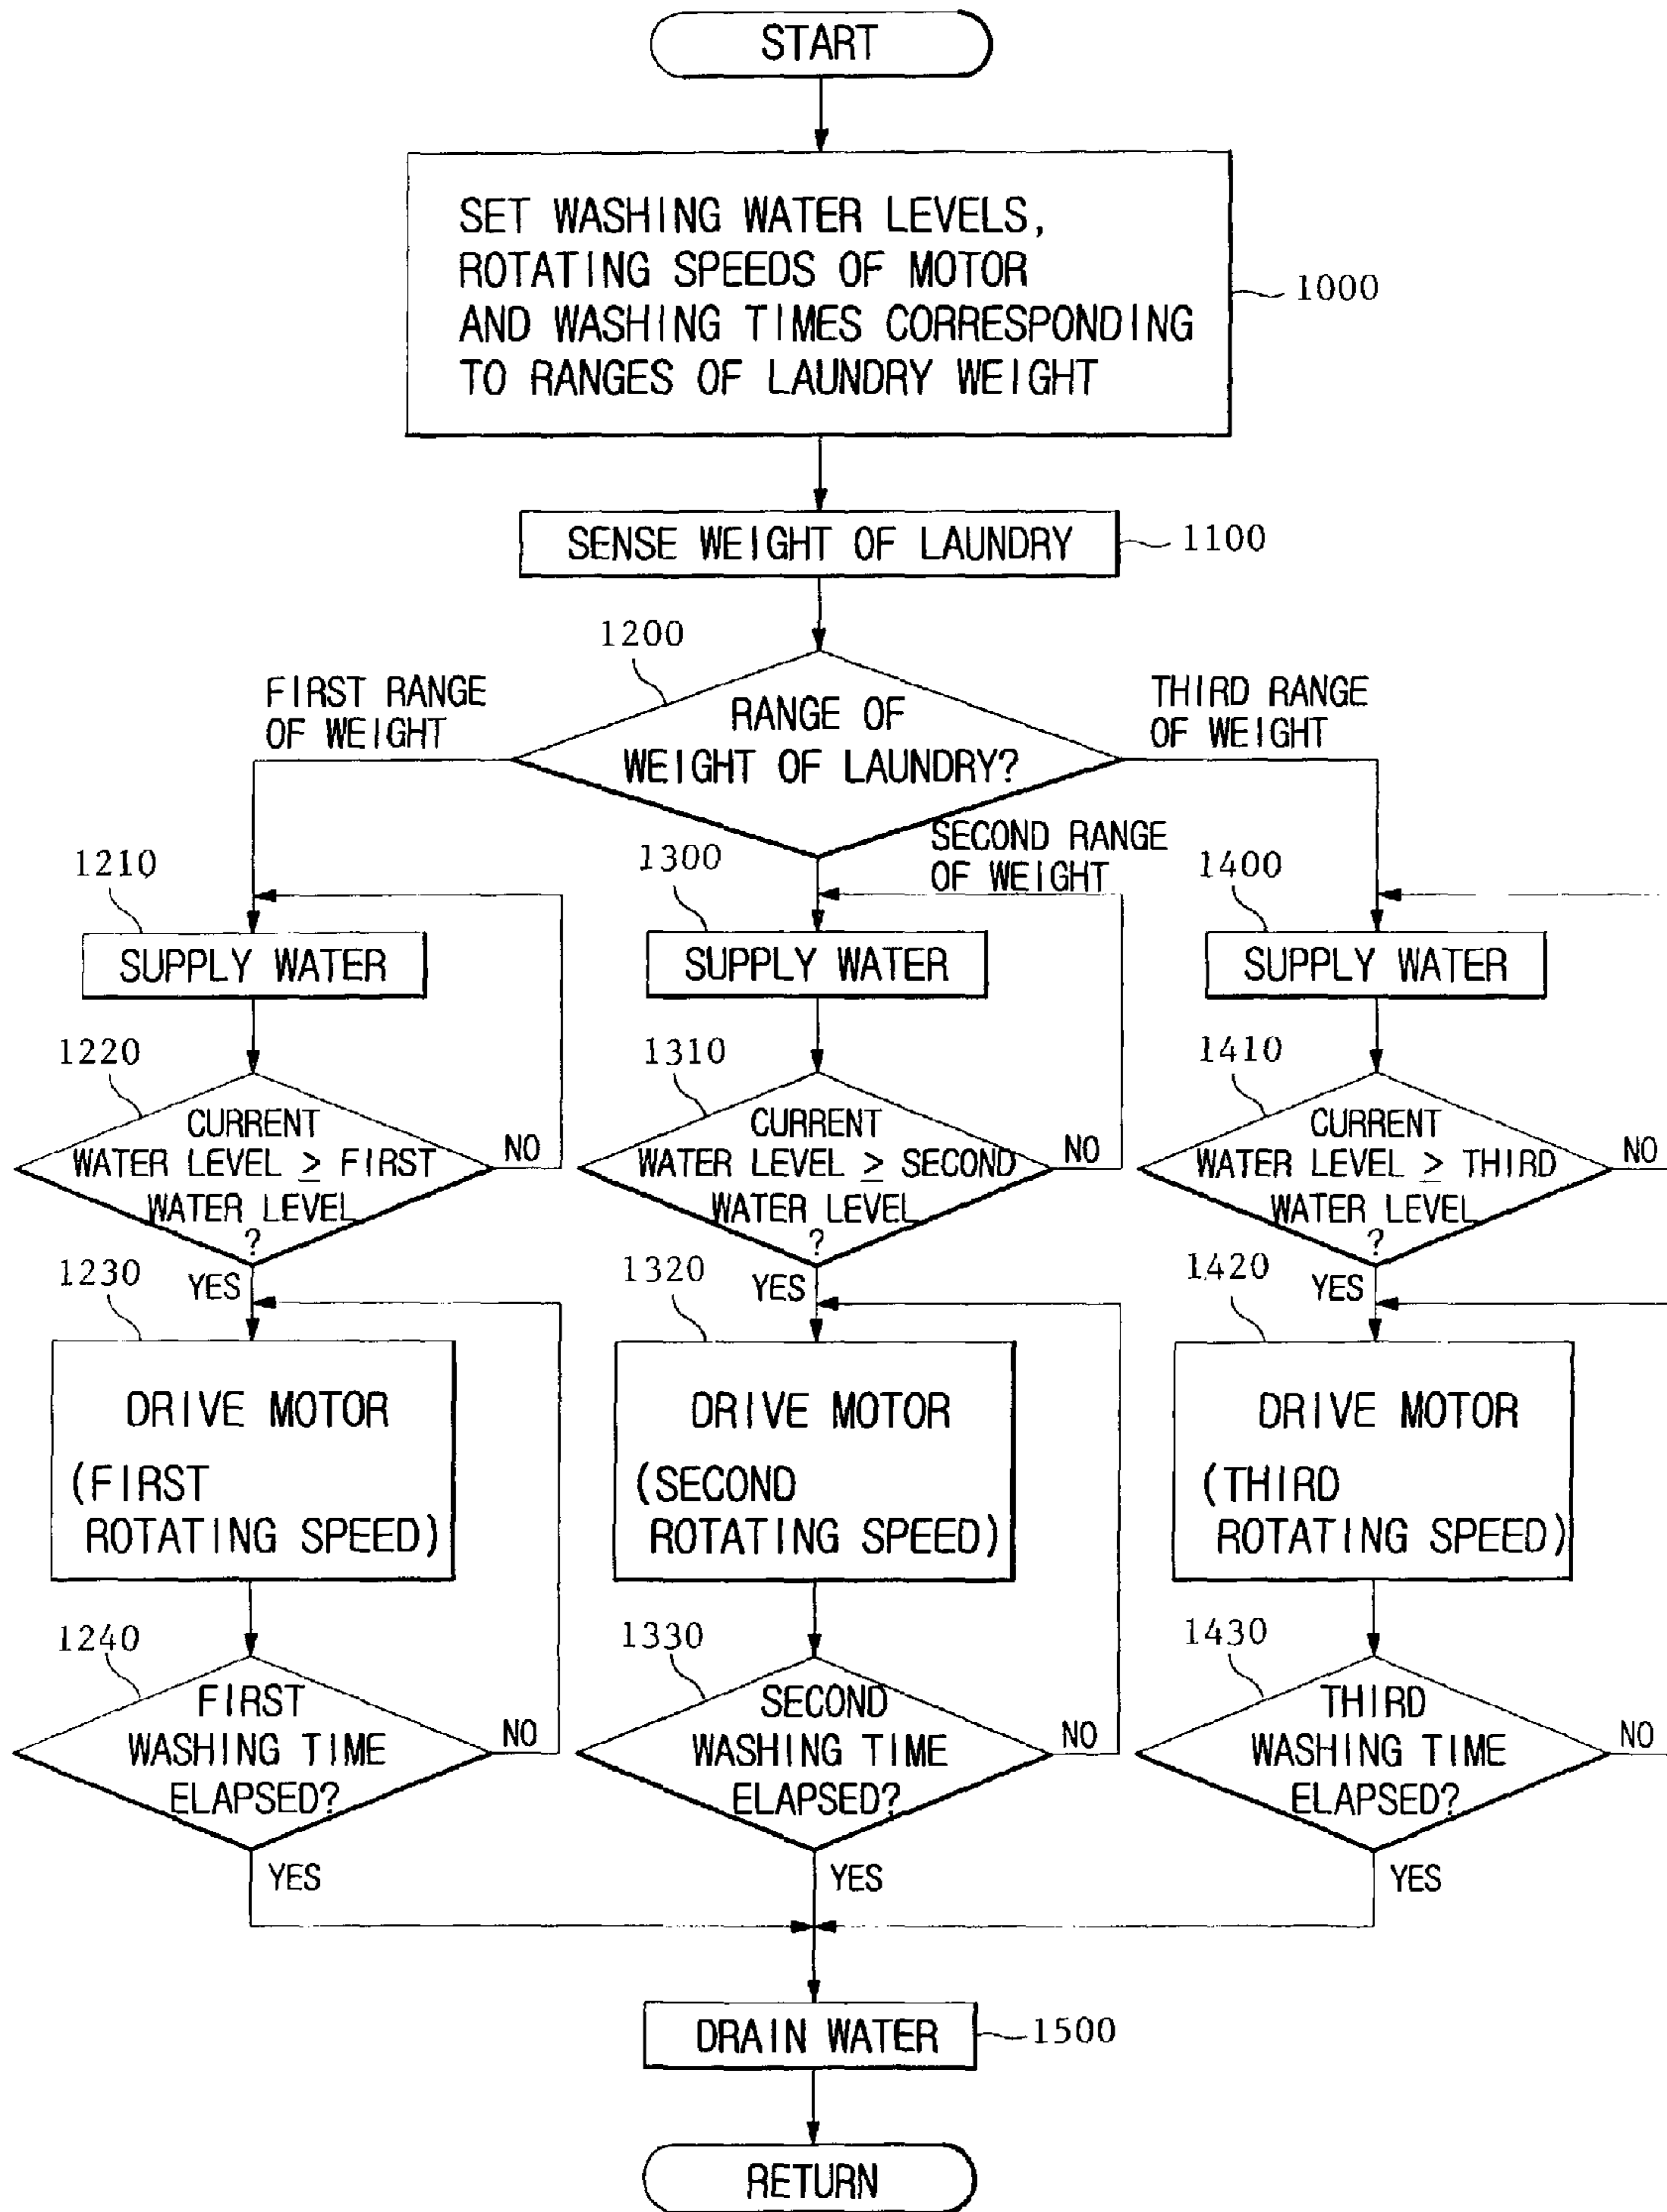 START
SET WASHING WATER LEVELS,
ROTATING SPEEDS OF MOTOR
AND WASHING TIMES CORRESPONDING
TO RANGES OF LAUNDRY WEIGHT
1000
SENSE WEIGHT OF LAUNDRY
1100
1200
RANGE OF
WEIGHT OF LAUNDRY?
FIRST RANGE
OF WEIGHT
SECOND RANGE
OF WEIGHT
THIRD RANGE
OF WEIGHT
1210
SUPPLY WATER
1220
CURRENT
WATER LEVEL ≥ FIRST
WATER LEVEL
?
NO
YES
1230
DRIVE MOTOR
(FIRST
ROTATING SPEED)
1240
FIRST
WASHING TIME
ELAPSED?
NO
YES
1300
SUPPLY WATER
1310
CURRENT
WATER LEVEL ≥ SECOND
WATER LEVEL
?
NO
YES
1320
DRIVE MOTOR
(SECOND
ROTATING SPEED)
1330
SECOND
WASHING TIME
ELAPSED?
NO
YES
1400
SUPPLY WATER
1410
CURRENT
WATER LEVEL ≥ THIRD
WATER LEVEL
?
NO
YES
1420
DRIVE MOTOR
(THIRD
ROTATING SPEED)
1430
THIRD
WASHING TIME
ELAPSED?
NO
YES
DRAIN WATER
1500
RETURN